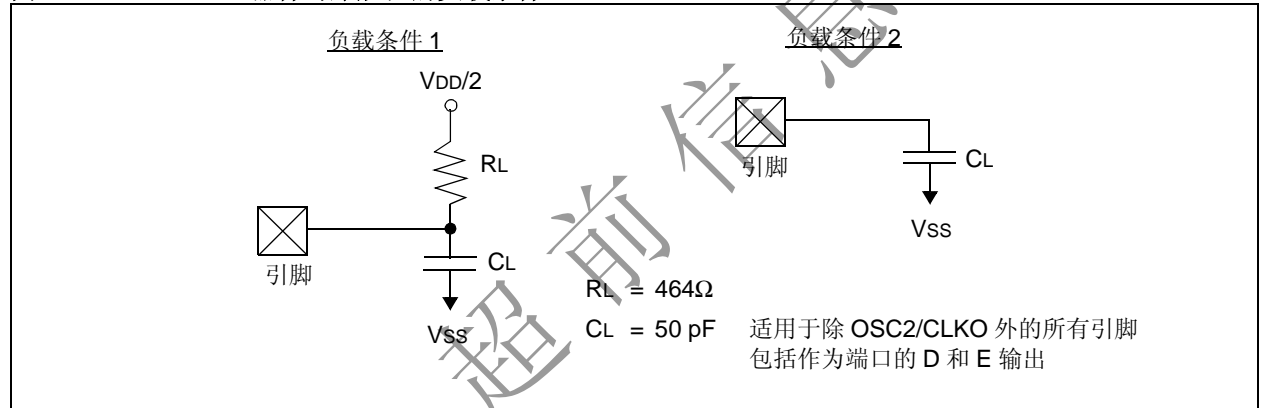 负载条件 1
VDD/2
RL
引脚
CL
VSS
负载条件 2
引脚
CL
VSS
RL = 464Ω
CL = 50 pF 适用于除 OSC2/CLKO 外的所有引脚
包括作为端口的 D 和 E 输出
超前信息